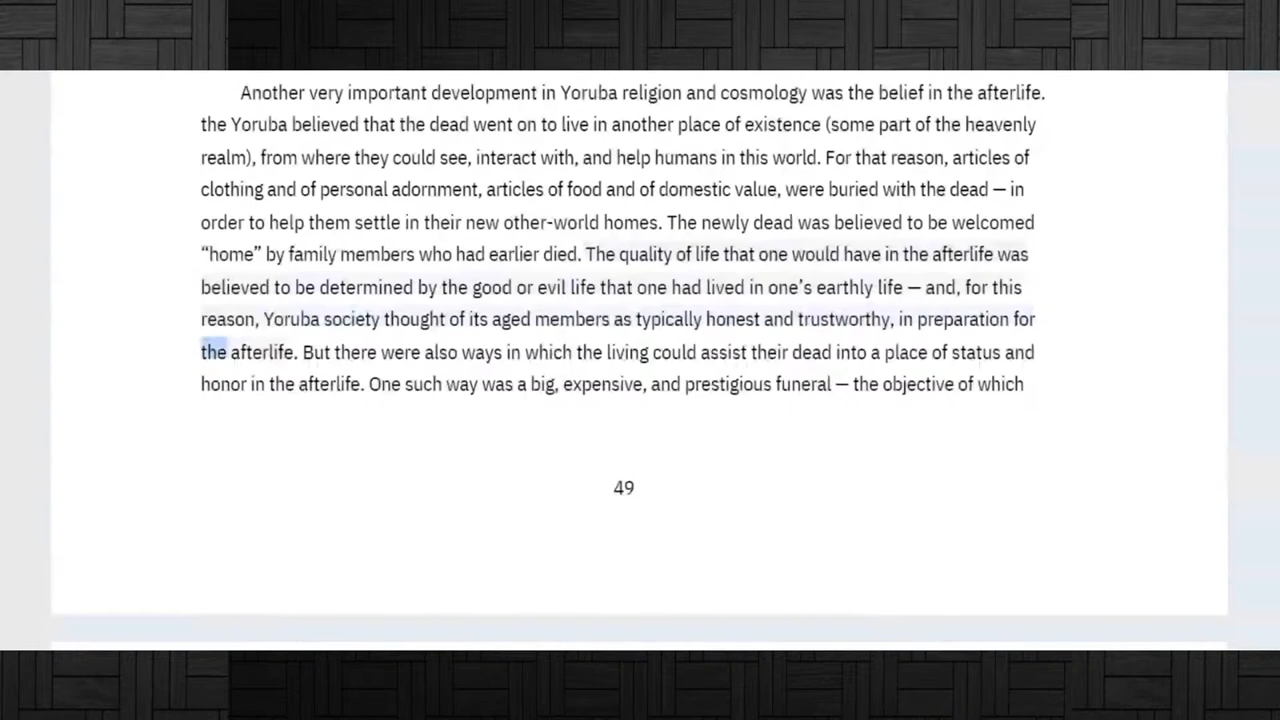 Another very important development in Yoruba religion and cosmology was the belief in the afterlife.
the Yoruba believed that the dead went on to live in another place of existence (some part of the heavenly
realm), from where they could see, interact with, and help humans in this world. For that reason, articles of
clothing and of personal adornment, articles of food and of domestic value, were buried with the dead — in
order to help them settle in their new other-world homes. The newly dead was believed to be welcomed
“home” by family members who had earlier died. The quality of life that one would have in the afterlife was
believed to be determined by the good or evil life that one had lived in one’s earthly life — and, for this
reason, Yoruba society thought of its aged members as typically honest and trustworthy, in preparation for
the afterlife. But there were also ways in which the living could assist their dead into a place of status and
honor in the afterlife. One such way was a big, expensive, and prestigious funeral — the objective of which
49